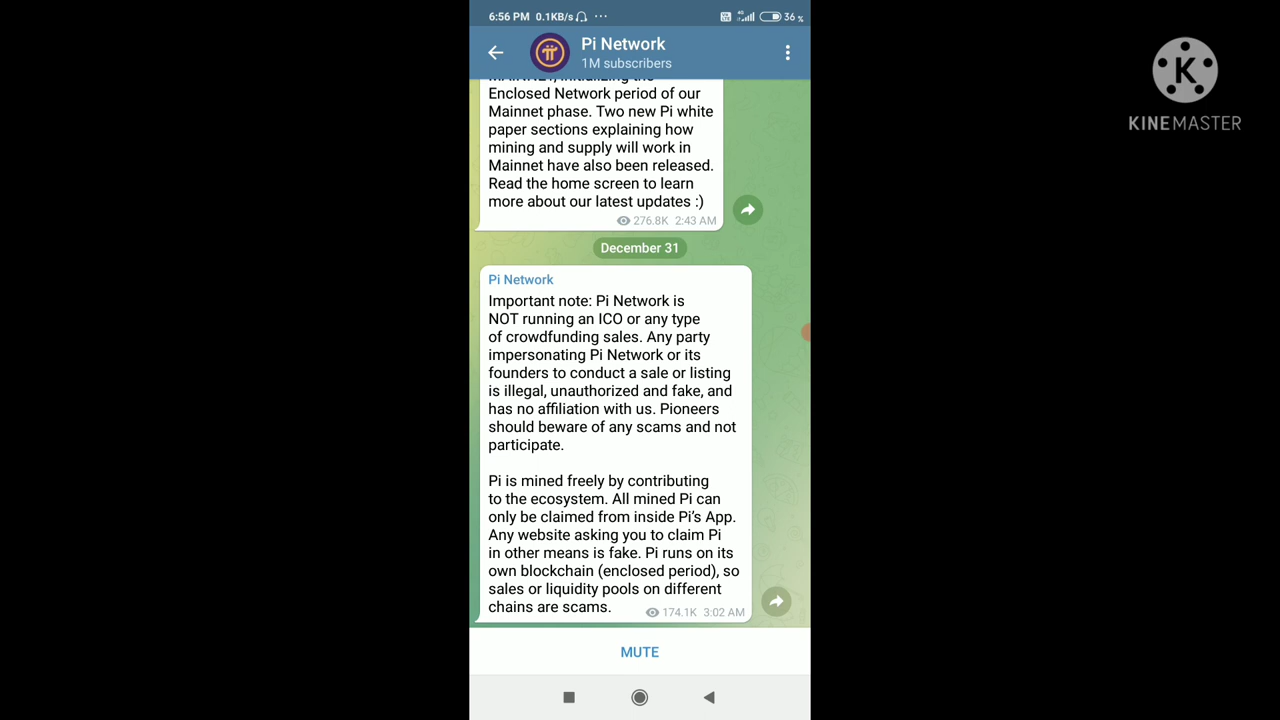 6:56 PM 0.1KB/s ... 4G 36 %
KINEMASTER
Pi Network
1M subscribers
MAINNET, initializing the
Enclosed Network period of our
Mainnet phase. Two new Pi white
paper sections explaining how
mining and supply will work in
Mainnet have also been released.
Read the home screen to learn
more about our latest updates :)
276.8K 2:43 AM
December 31
Pi Network
Important note: Pi Network is
NOT running an ICO or any type
of crowdfunding sales. Any party
impersonating Pi Network or its
founders to conduct a sale or listing
is illegal, unauthorized and fake, and
has no affiliation with us. Pioneers
should beware of any scams and not
participate.
Pi is mined freely by contributing
to the ecosystem. All mined Pi can
only be claimed from inside Pi's App.
Any website asking you to claim Pi
in other means is fake. Pi runs on its
own blockchain (enclosed period), so
sales or liquidity pools on different
chains are scams.
174.1K 3:02 AM
MUTE